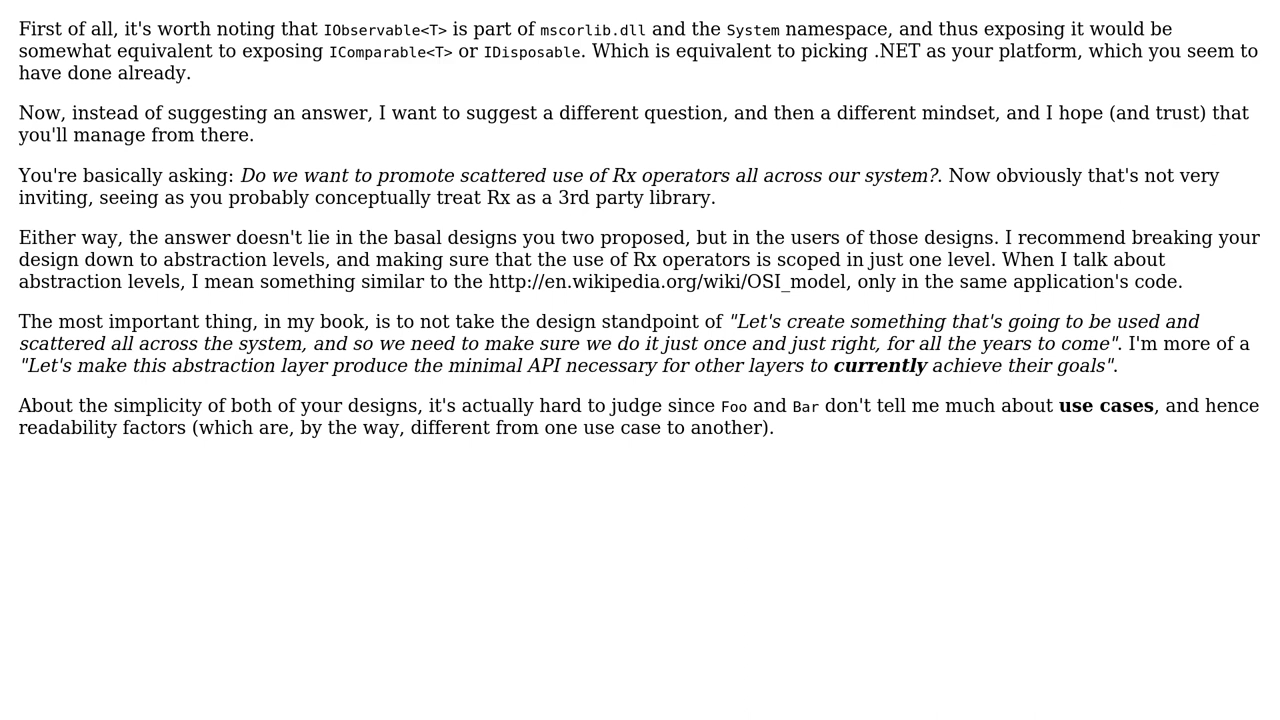 First of all, it's worth noting that IObservable<T> is part of mscorlib.dll and the System namespace, and thus exposing it would be
somewhat equivalent to exposing IComparable<T> or IDisposable. Which is equivalent to picking .NET as your platform, which you seem to
have done already.
Now, instead of suggesting an answer, I want to suggest a different question, and then a different mindset, and I hope (and trust) that
you'll manage from there.
You're basically asking: Do we want to promote scattered use of Rx operators all across our system?. Now obviously that's not very
inviting, seeing as you probably conceptually treat Rx as a 3rd party library.
Either way, the answer doesn't lie in the basal designs you two proposed, but in the users of those designs. I recommend breaking your
design down to abstraction levels, and making sure that the use of Rx operators is scoped in just one level. When I talk about
abstraction levels, I mean something similar to the http://en.wikipedia.org/wiki/OSI_model, only in the same application's code.
The most important thing, in my book, is to not take the design standpoint of "Let's create something that's going to be used and
scattered all across the system, and so we need to make sure we do it just once and just right, for all the years to come". I'm more of a
"Let's make this abstraction layer produce the minimal API necessary for other layers to currently achieve their goals".
About the simplicity of both of your designs, it's actually hard to judge since Foo and Bar don't tell me much about use cases, and hence
readability factors (which are, by the way, different from one use case to another).